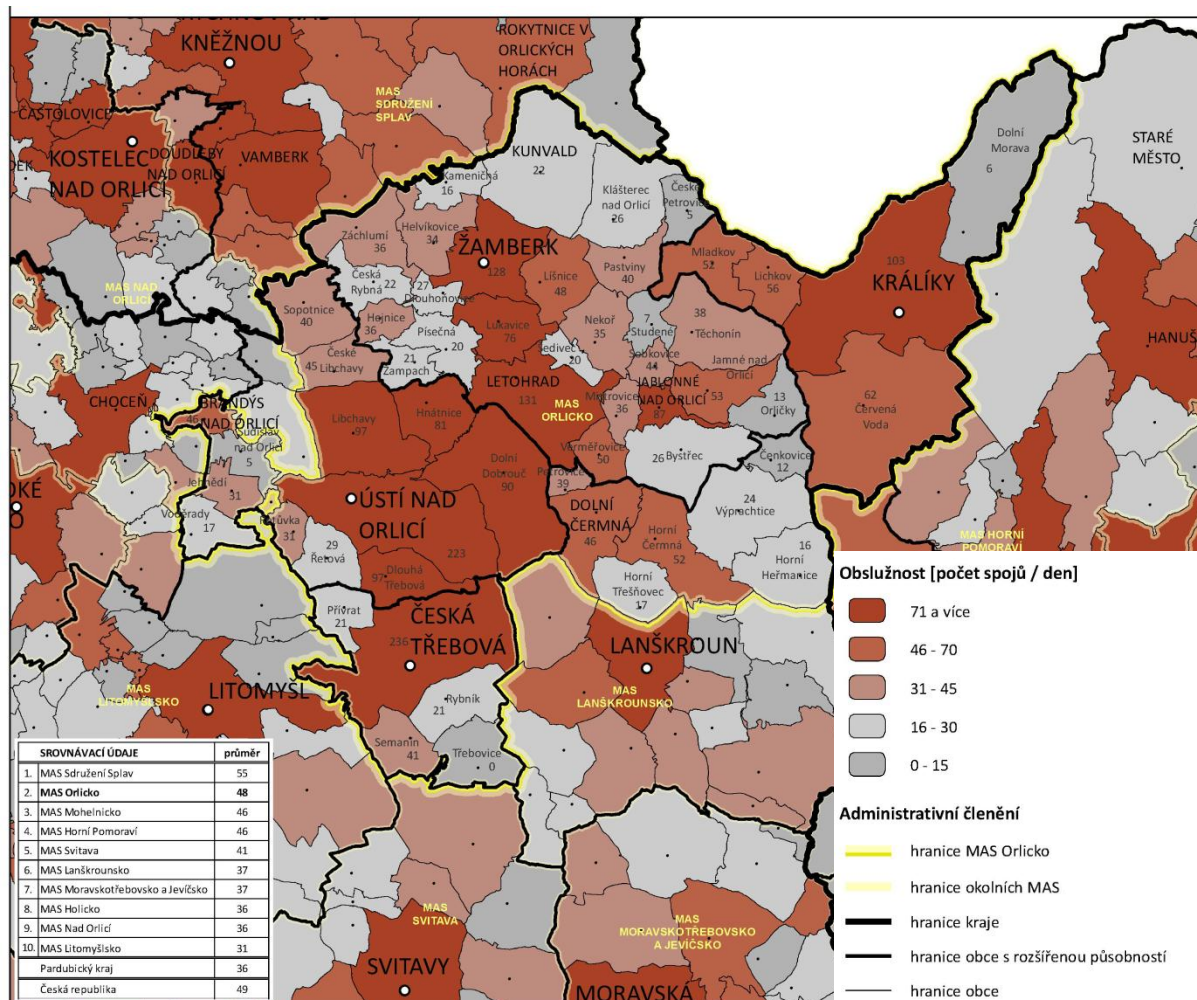 KNĚŽNOU
ROKYTNICE V
ORLICKÝCH
HORÁCH
MAS
SDRUŽENÍ
SPLAV
ČASTOLOVICE
KOSTELEC
NAD ORLICÍ
DOUDLEBY
NAD ORLICÍ
VAMBERK
KUNVALD
22
Kameničná
16
Klášterec
nad Orlicí
26
České
Petrovice
5
Dolní
Morava
6
STARÉ
MĚSTO
Záchlumí
36
Helvíkovice
34
ŽAMBERK
128
Česká
Rybná
22
27
Dlouhoňovice
Líšnice
48
Pastviny
40
Mladkov
52
Lichkov
56
103
KRÁLÍKY
MAS NAD
ORLICI
Sopotnice
40
Hejnice
36
Písečná
20
Lukavice
76
Nekoř
35
7
Studené
38
Těchonín
HANUŠ
České
45 Libchavy
21
Žampach
Sedivec
20
Sobkovice
44
Jamné nad
Orlicí
53
CHOCEŇ
BRANDÝS
NAD ORLICÍ
46
LETOHRAD
131
MAS
ORLICKO
Mistrovice
36
JABLONNÉ
NAD ORLICÍ
87
13
Orličky
62
Červená
Voda
Sudislav
nad Orlicí
5
Libchavy
97
Hnátnice
81
Verměřovice
50
26 Bystřec
Čenkovice
12
Dolní
Dobrouč
90
Petrovice
39
Jehnědí
31
Voděrady
17
ÚSTÍ NAD
ORLICÍ
223
DOLNÍ
ČERMNÁ
46
Horní
Čermná
52
24
Výprachtice
Řetůvka
31
29
Řetová
97 Dlouhá
Třebová
16
Horní
Heřmanice
MAS HORNÍ
POMORAVÍ
Horní
Třešňovec
17
Přívrat
21
ČESKÁ
TŘEBOVÁ
236
LANŠKROUN
MAS
LANŠKROUNSKO
MAS
LITOMYŠLSKO
LITOMYŠL
Rybník
21
Semanín
41
Třebovice
0
MAS
SVITAVA
SVITAVY
MAS
MORAVSKOTŘEBOVSKO
A JEVÍČSKO
MORAVSKÁ
SROVNÁVACÍ ÚDAJE průměr
1. MAS Sdružení Splav 55
2. MAS Orlicko 48
3. MAS Mohelnicko 46
4. MAS Horní Pomoraví 46
5. MAS Svitava 41
6. MAS Lanškrounsko 37
7. MAS Moravskotřebovsko a Jevíčsko 37
8. MAS Holicko 36
9. MAS Nad Orlicí 36
10. MAS Litomyšlsko 31
Pardubický kraj 36
Česká republika 49
Obslužnost [počet spojů / den]
71 a více
46 - 70
31 - 45
16 - 30
0 - 15
Administrativní členění
hranice MAS Orlicko
hranice okolních MAS
hranice kraje
hranice obce s rozšířenou působností
hranice obce